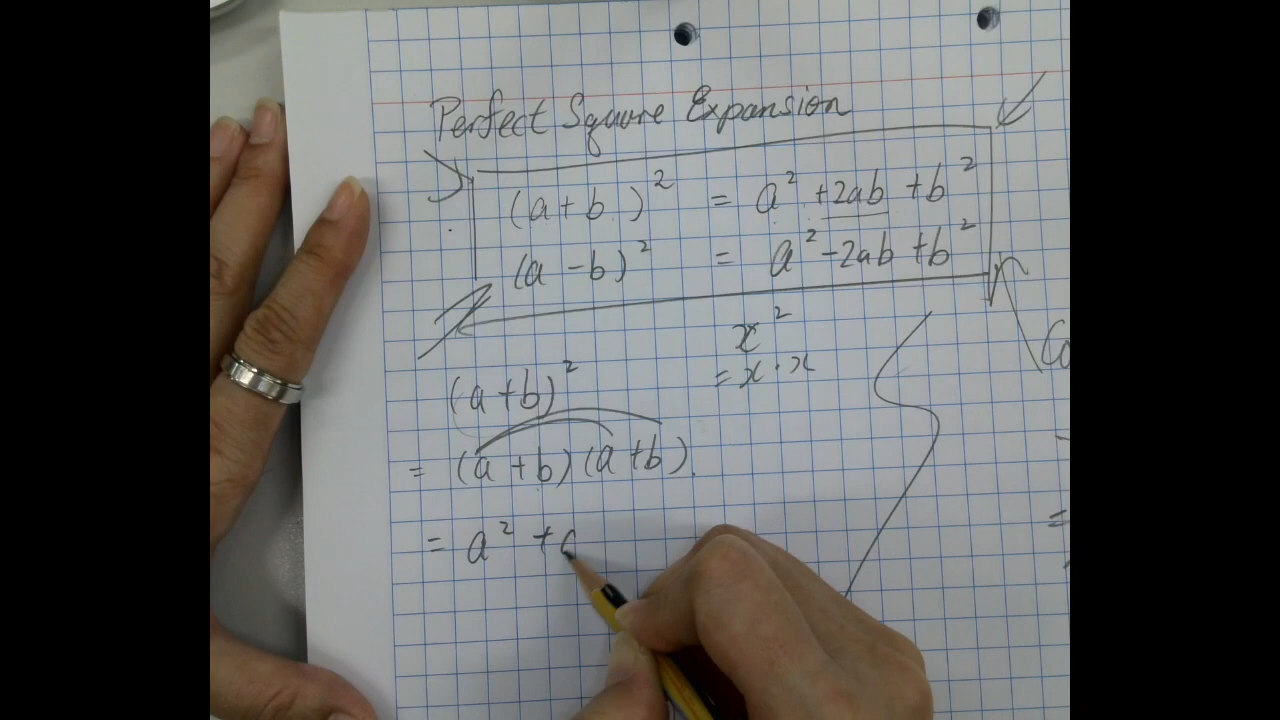 Perfect Square Expansion
(a+b)² = a² +2ab +b²
(a-b)² = a² -2ab +b²
x²
= x·x
(a+b)²
= (a+b)(a+b).
= a² +